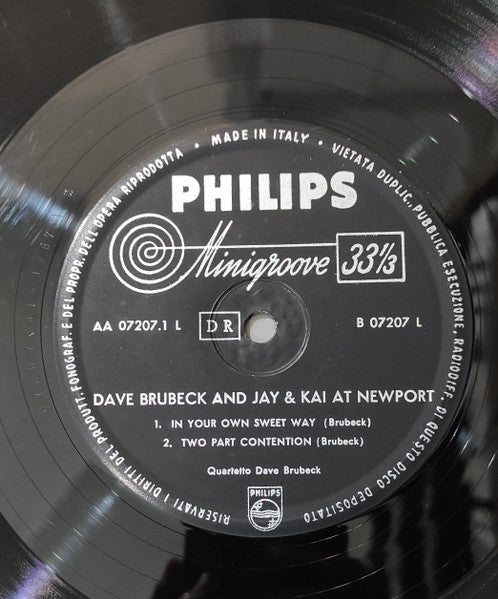 RISERVATI I DIRITTI DEL PRODUTT. FONOGRAF. E DEL PROPR. DELL'OPERA RIPRODOTTA • MADE IN ITALY • VIETATA DUPLIC., PUBBLICA ESECUZIONE, RADIODIFF. DI QUESTO DISCO DEPOSITATO
PHILIPS
Minigroove 33⅓
AA 07207.1 L DR B 07207 L
DAVE BRUBECK AND JAY & KAI AT NEWPORT
1. IN YOUR OWN SWEET WAY (Brubeck)
2. TWO PART CONTENTION (Brubeck)
Quartetto Dave Brubeck
PHILIPS